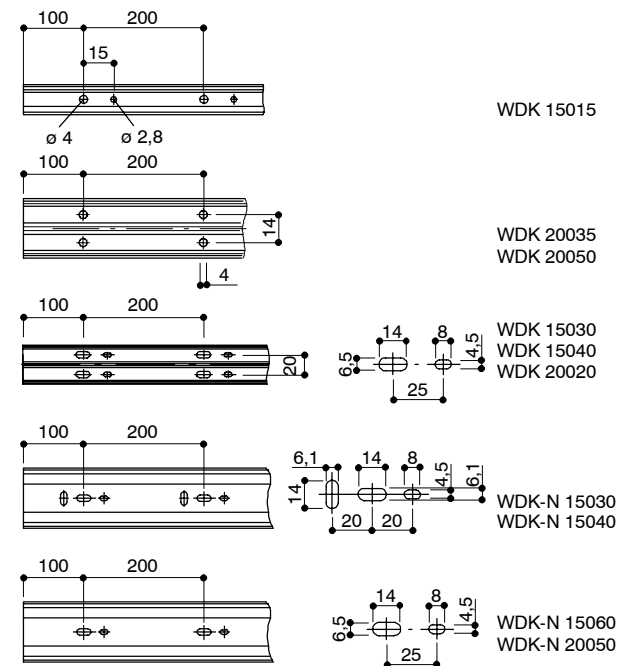 100 200
15
ø 4 ø 2,8
WDK 15015
100 200
14
4
WDK 20035
WDK 20050
100 200
20
14 8
6,5 4,5
25
WDK 15030
WDK 15040
WDK 20020
100 200
6,1 14 8
14 4,5 6,1
20 20
WDK-N 15030
WDK-N 15040
100 200
14 8
6,5 4,5
25
WDK-N 15060
WDK-N 20050